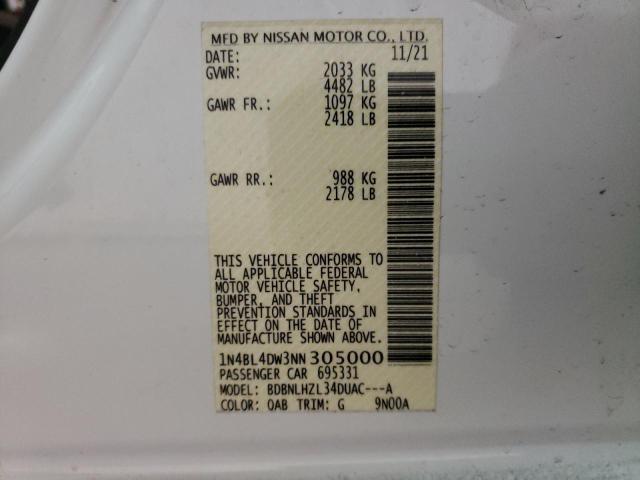 MFD BY NISSAN MOTOR CO., LTD.
DATE: 11/21
GVWR: 2033 KG
4482 LB
GAWR FR.: 1097 KG
2418 LB
GAWR RR.: 988 KG
2178 LB
THIS VEHICLE CONFORMS TO
ALL APPLICABLE FEDERAL
MOTOR VEHICLE SAFETY,
BUMPER, AND THEFT
PREVENTION STANDARDS IN
EFFECT ON THE DATE OF
MANUFACTURE SHOWN ABOVE.
1N4BL4DW3NN305000
PASSENGER CAR 695331
MODEL: BDBNLHZL34DUAC---A
COLOR: QAB TRIM: G 9N00A